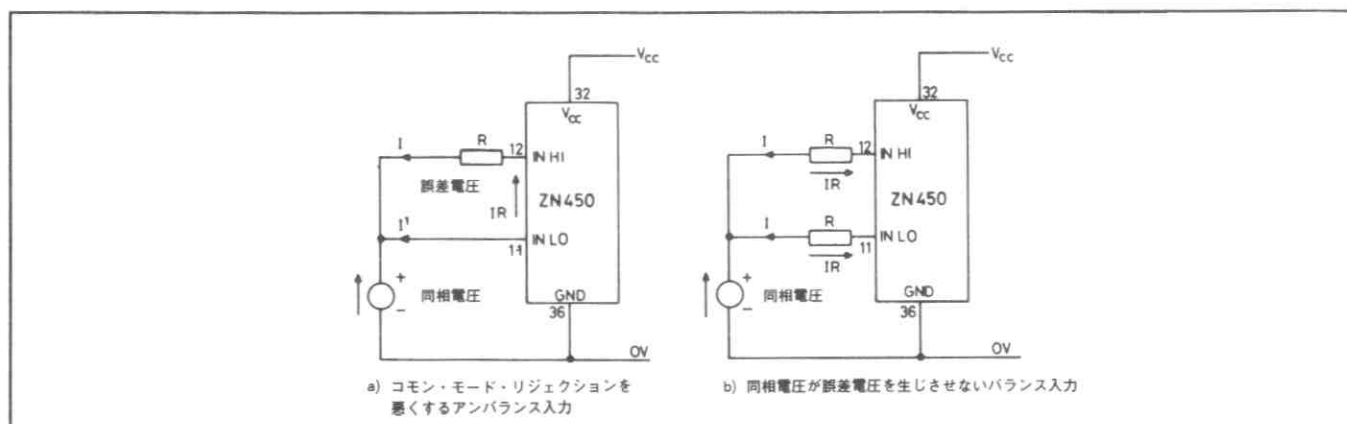 VCC
32
VCC
I
R
12
IN HI
誤差電圧
IR
ZN450
I¹
IN LO
11
+
同相電圧
−
GND
36
OV
a) コモン・モード・リジェクションを
悪くするアンバランス入力
VCC
32
VCC
I
R
12
IN HI
IR
ZN450
I
R
IN LO
11
IR
+
同相電圧
−
GND
36
OV
b) 同相電圧が誤差電圧を生じさせないバランス入力